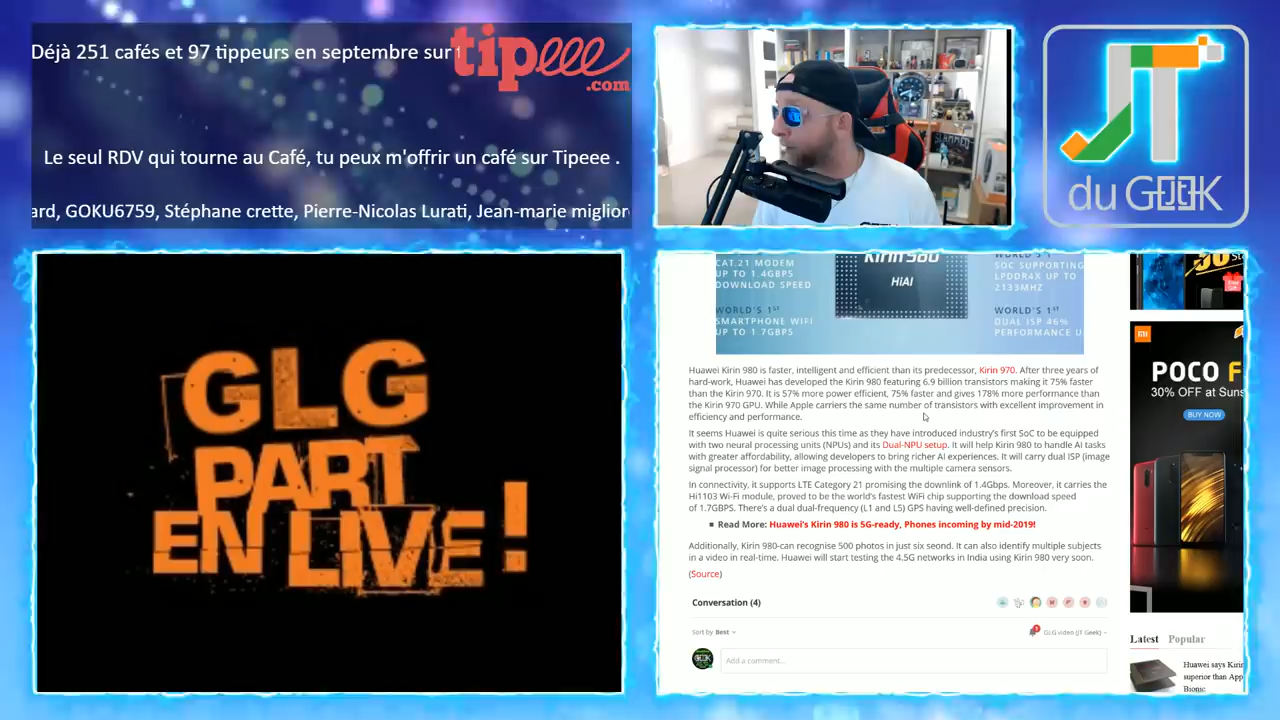 Déjà 251 cafés et 97 tippeurs en septembre sur
tipeee
.com
Le seul RDV qui tourne au Café, tu peux m'offrir un café sur Tipeee .
ard, GOKU6759, Stéphane crette, Pierre-Nicolas Lurati, Jean-marie miglior
SLAMMED
JT
du GEEK
GLG
PART
EN LIVE !
CAT.21 MODEM
UP TO 1.4GBPS
DOWNLOAD SPEED
WORLD'S 1ST
SMARTPHONE WIFI
UP TO 1.7GBPS
Kirin 980
HiAI
WORLD'S 1ST
SOC SUPPORTING
LPDDR4X UP TO
2133MHZ
WORLD'S 1ST
DUAL ISP 46%
PERFORMANCE U
Huawei Kirin 980 is faster, intelligent and efficient than its predecessor, Kirin 970. After three years of
hard-work, Huawei has developed the Kirin 980 featuring 6.9 billion transistors making it 75% faster
than the Kirin 970. It is 57% more power efficient, 75% faster and gives 178% more performance than
the Kirin 970 GPU. While Apple carriers the same number of transistors with excellent improvement in
efficiency and performance.
It seems Huawei is quite serious this time as they have introduced industry's first SoC to be equipped
with two neural processing units (NPUs) and its Dual-NPU setup. It will help Kirin 980 to handle AI tasks
with greater affordability, allowing developers to bring richer AI experiences. It will carry dual ISP (image
signal processor) for better image processing with the multiple camera sensors.
In connectivity, it supports LTE Category 21 promising the downlink of 1.4Gbps. Moreover, it carries the
Hi1103 Wi-Fi module, proved to be the world's fastest WiFi chip supporting the download speed
of 1.7GBPS. There's a dual dual-frequency (L1 and L5) GPS having well-defined precision.
Read More: Huawei's Kirin 980 is 5G-ready, Phones incoming by mid-2019!
Additionally, Kirin 980-can recognise 500 photos in just six seond. It can also identify multiple subjects
in a video in real-time. Huawei will start testing the 4.5G networks in India using Kirin 980 very soon.
(Source)
Conversation (4)
Sort by Best
GLG video (JT Geek)
Add a comment...
POCO F
30% OFF at Suns
BUY NOW
Latest Popular
Huawei says Kirin
superior than App
Bionic